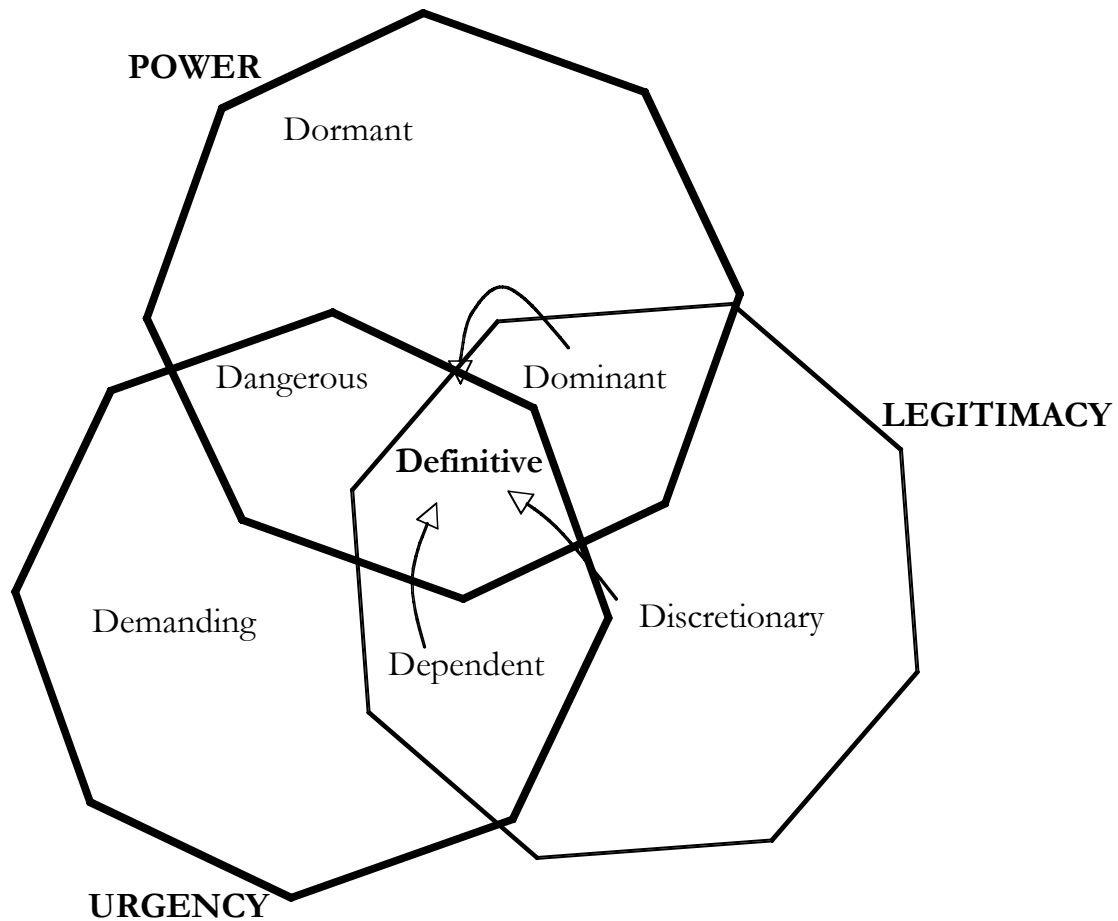 POWER
Dormant
Dangerous
Dominant
LEGITIMACY
Definitive
Demanding
Discretionary
Dependent
URGENCY